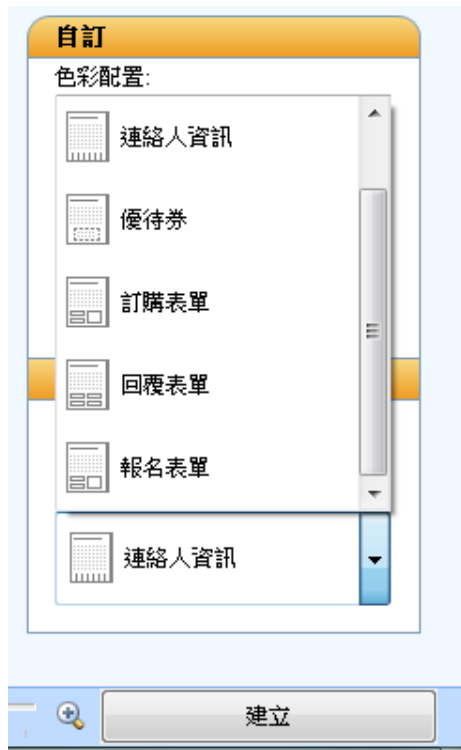 自訂
色彩配置:
連絡人資訊
優待券
訂購表單
回覆表單
報名表單
連絡人資訊
建立